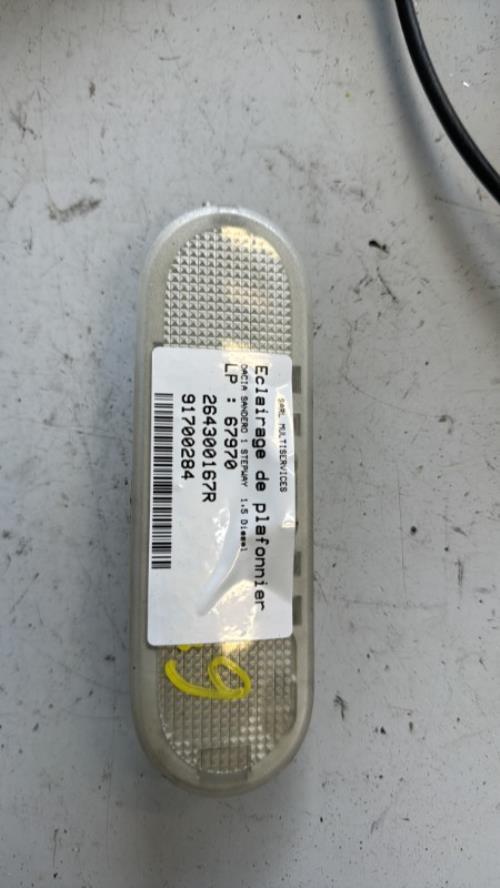 SARL MULTISERVICES
Eclairage de plafonnier
DACIA SANDERO 1 STEPWAY 1.5 Diesel
LP : 67970
264300167R
91700284